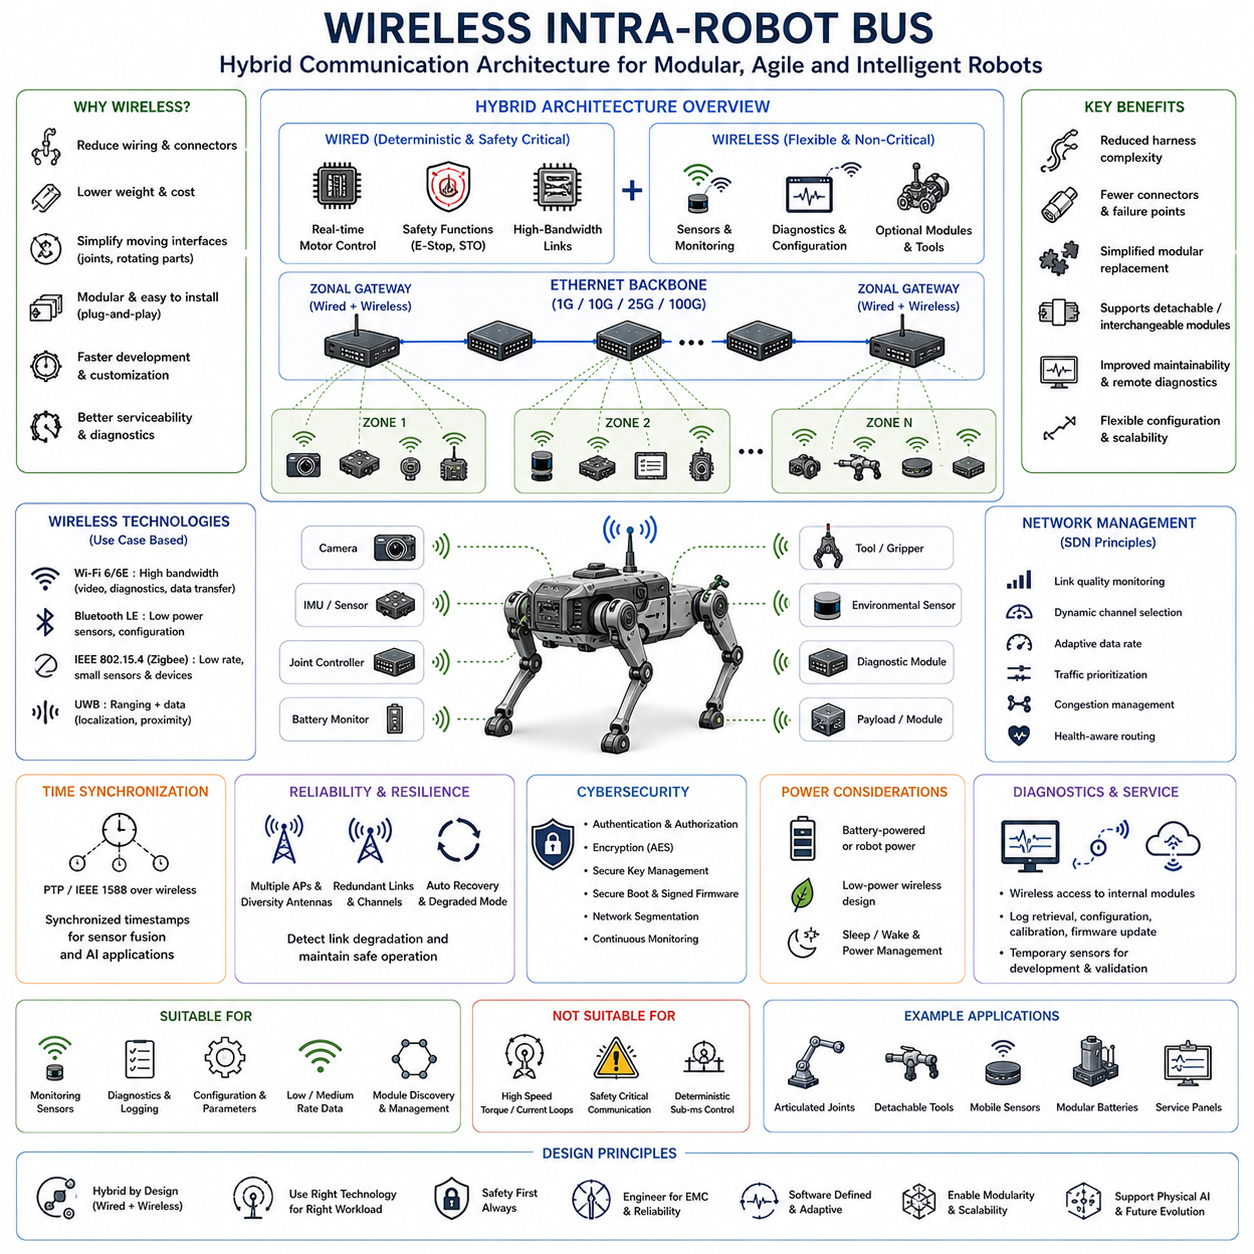 WIRELESS INTRA-ROBOT BUS
Hybrid Communication Architecture for Modular, Agile and Intelligent Robots
WHY WIRELESS?
Reduce wiring & connectors
Lower weight & cost
Simplify moving interfaces
(joints, rotating parts)
Modular & easy to install
(plug-and-play)
Faster development
& customization
Better serviceability
& diagnostics
HYBRID ARCHITEECTURE OVERVIEW
WIRED (Deterministic & Safety Critical)
Real-time
Motor Control
Safety Functions
(E-Stop, STO)
High-Bandwidth
Links
+
WIRELESS (Flexible & Non-Critical)
Sensors &
Monitoring
Diagnostics &
Configuration
Optional Modules
& Tools
ZONAL GATEWAY
(Wired + Wireless)
ETHERNET BACKBONE
(1G / 10G / 25G / 100G)
ZONAL GATEWAY
(Wired + Wireless)
ZONE 1
ZONE 2
ZONE N
KEY BENEFITS
Reduced harness
complexity
Fewer connectors
& failure points
Simplified modular
replacement
Supports detachable /
interchangeable modules
Improved maintainability
& remote diagnostics
Flexible configuration
& scalability
WIRELESS TECHNOLOGIES
(Use Case Based)
Wi-Fi 6/6E : High bandwidth
(video, diagnostics, data transfer)
Bluetooth LE : Low power
sensors, configuration
IEEE 802.15.4 (Zigbee) : Low rate,
small sensors & devices
UWB : Ranging + data
(localization, proximity)
Camera
IMU / Sensor
Joint Controller
Battery Monitor
Tool / Gripper
Environmental Sensor
Diagnostic Module
Payload / Module
NETWORK MANAGEMENT
(SDN Principles)
Link quality monitoring
Dynamic channel selection
Adaptive data rate
Traffic prioritization
Congestion management
Health-aware routing
TIME SYNCHRONIZATION
PTP / IEEE 1588 over wireless
Synchronized timestamps
for sensor fusion
and AI applications
RELIABILITY & RESILIENCE
Multiple APs &
Diversity Antennas
Redundant Links
& Channels
Auto Recovery
& Degraded Mode
Detect link degradation and
maintain safe operation
CYBERSECURITY
• Authentication & Authorization
• Encryption (AES)
• Secure Key Management
• Secure Boot & Signed Firmware
• Network Segmentation
• Continuous Monitoring
POWER CONSIDERATIONS
Battery-powered
or robot power
Low-power wireless
design
Sleep / Wake &
Power Management
DIAGNOSTICS & SERVICE
• Wireless access to internal modules
• Log retrieval, configuration,
calibration, firmware update
• Temporary sensors for
development & validation
SUITABLE FOR
Monitoring
Sensors
Diagnostics &
Logging
Configuration &
Parameters
Low / Medium
Rate Data
Module Discovery
& Management
NOT SUITABLE FOR
High Speed
Torque / Current Loops
Safety Critical
Communication
Deterministic
Sub-ms Control
EXAMPLE APPLICATIONS
Articulated Joints
Detachable Tools
Mobile Sensors
Modular Batteries
Service Panels
DESIGN PRINCIPLES
Hybrid by Design
(Wired + Wireless)
Use Right Technology
for Right Workload
Safety First
Always
Engineer for EMC
& Reliability
Software Defined
& Adaptive
Enable Modularity
& Scalability
Support Physical AI
& Future Evolution